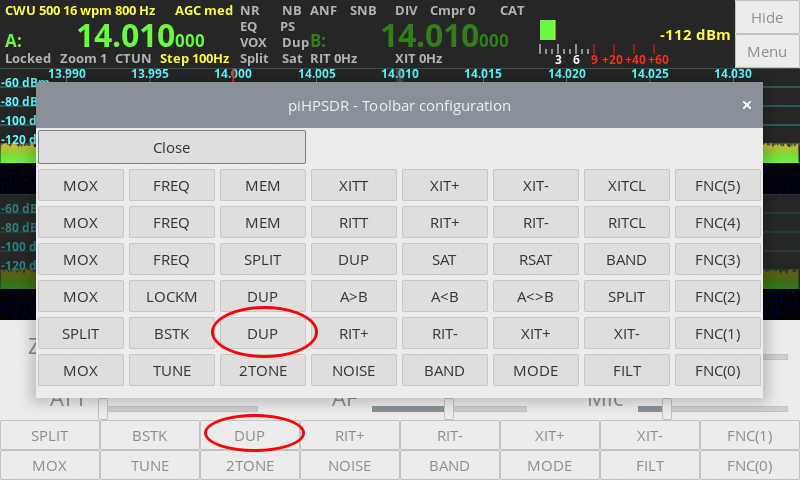 CWU 500 16 wpm 800 Hz AGC med NR NB ANF SNB DIV Cmpr 0 CAT Hide
EQ PS
A: 14.010000 VOX Dup B: 14.010000 -112 dBm Menu
Locked Zoom 1 CTUN Step 100Hz Split Sat RIT 0Hz XIT 0Hz 3 6 9 +20 +40 +60
13.990 13.995 14.000 14.005 14.010 14.015 14.020 14.025 14.030
-60 dBm
-80 dBm
-100 d
-120 d
piHPSDR - Toolbar configuration ×
Close
MOX FREQ MEM XITT XIT+ XIT- XITCL FNC(5)
MOX FREQ MEM RITT RIT+ RIT- RITCL FNC(4)
-60 dB
-80 dB
-100 d
-120 d
MOX FREQ SPLIT DUP SAT RSAT BAND FNC(3)
MOX LOCKM DUP A>B A<B A<>B SPLIT FNC(2)
SPLIT BSTK DUP RIT+ RIT- XIT+ XIT- FNC(1)
MOX TUNE 2TONE NOISE BAND MODE FILT FNC(0)
ATT AF Mic
SPLIT BSTK DUP RIT+ RIT- XIT+ XIT- FNC(1)
MOX TUNE 2TONE NOISE BAND MODE FILT FNC(0)